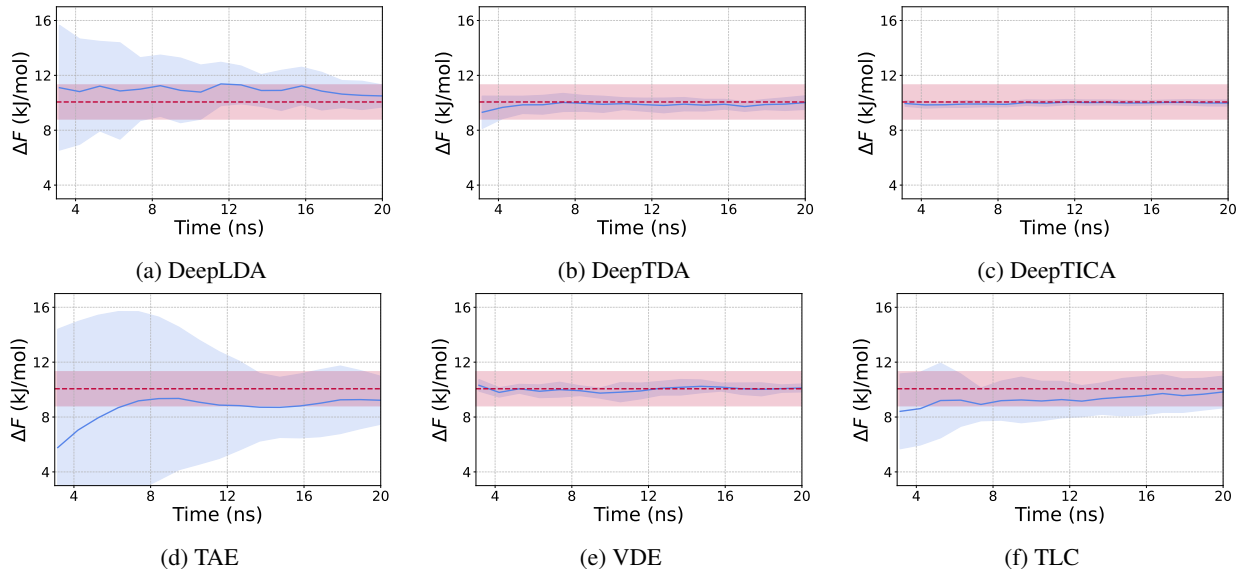 16
12
8
4
ΔF (kJ/mol)
4 8 12 16 20
Time (ns)
(a) DeepLDA
16
12
8
4
ΔF (kJ/mol)
4 8 12 16 20
Time (ns)
(b) DeepTDA
16
12
8
4
ΔF (kJ/mol)
4 8 12 16 20
Time (ns)
(c) DeepTICA
16
12
8
4
ΔF (kJ/mol)
4 8 12 16 20
Time (ns)
(d) TAE
16
12
8
4
ΔF (kJ/mol)
4 8 12 16 20
Time (ns)
(e) VDE
16
12
8
4
ΔF (kJ/mol)
4 8 12 16 20
Time (ns)
(f) TLC